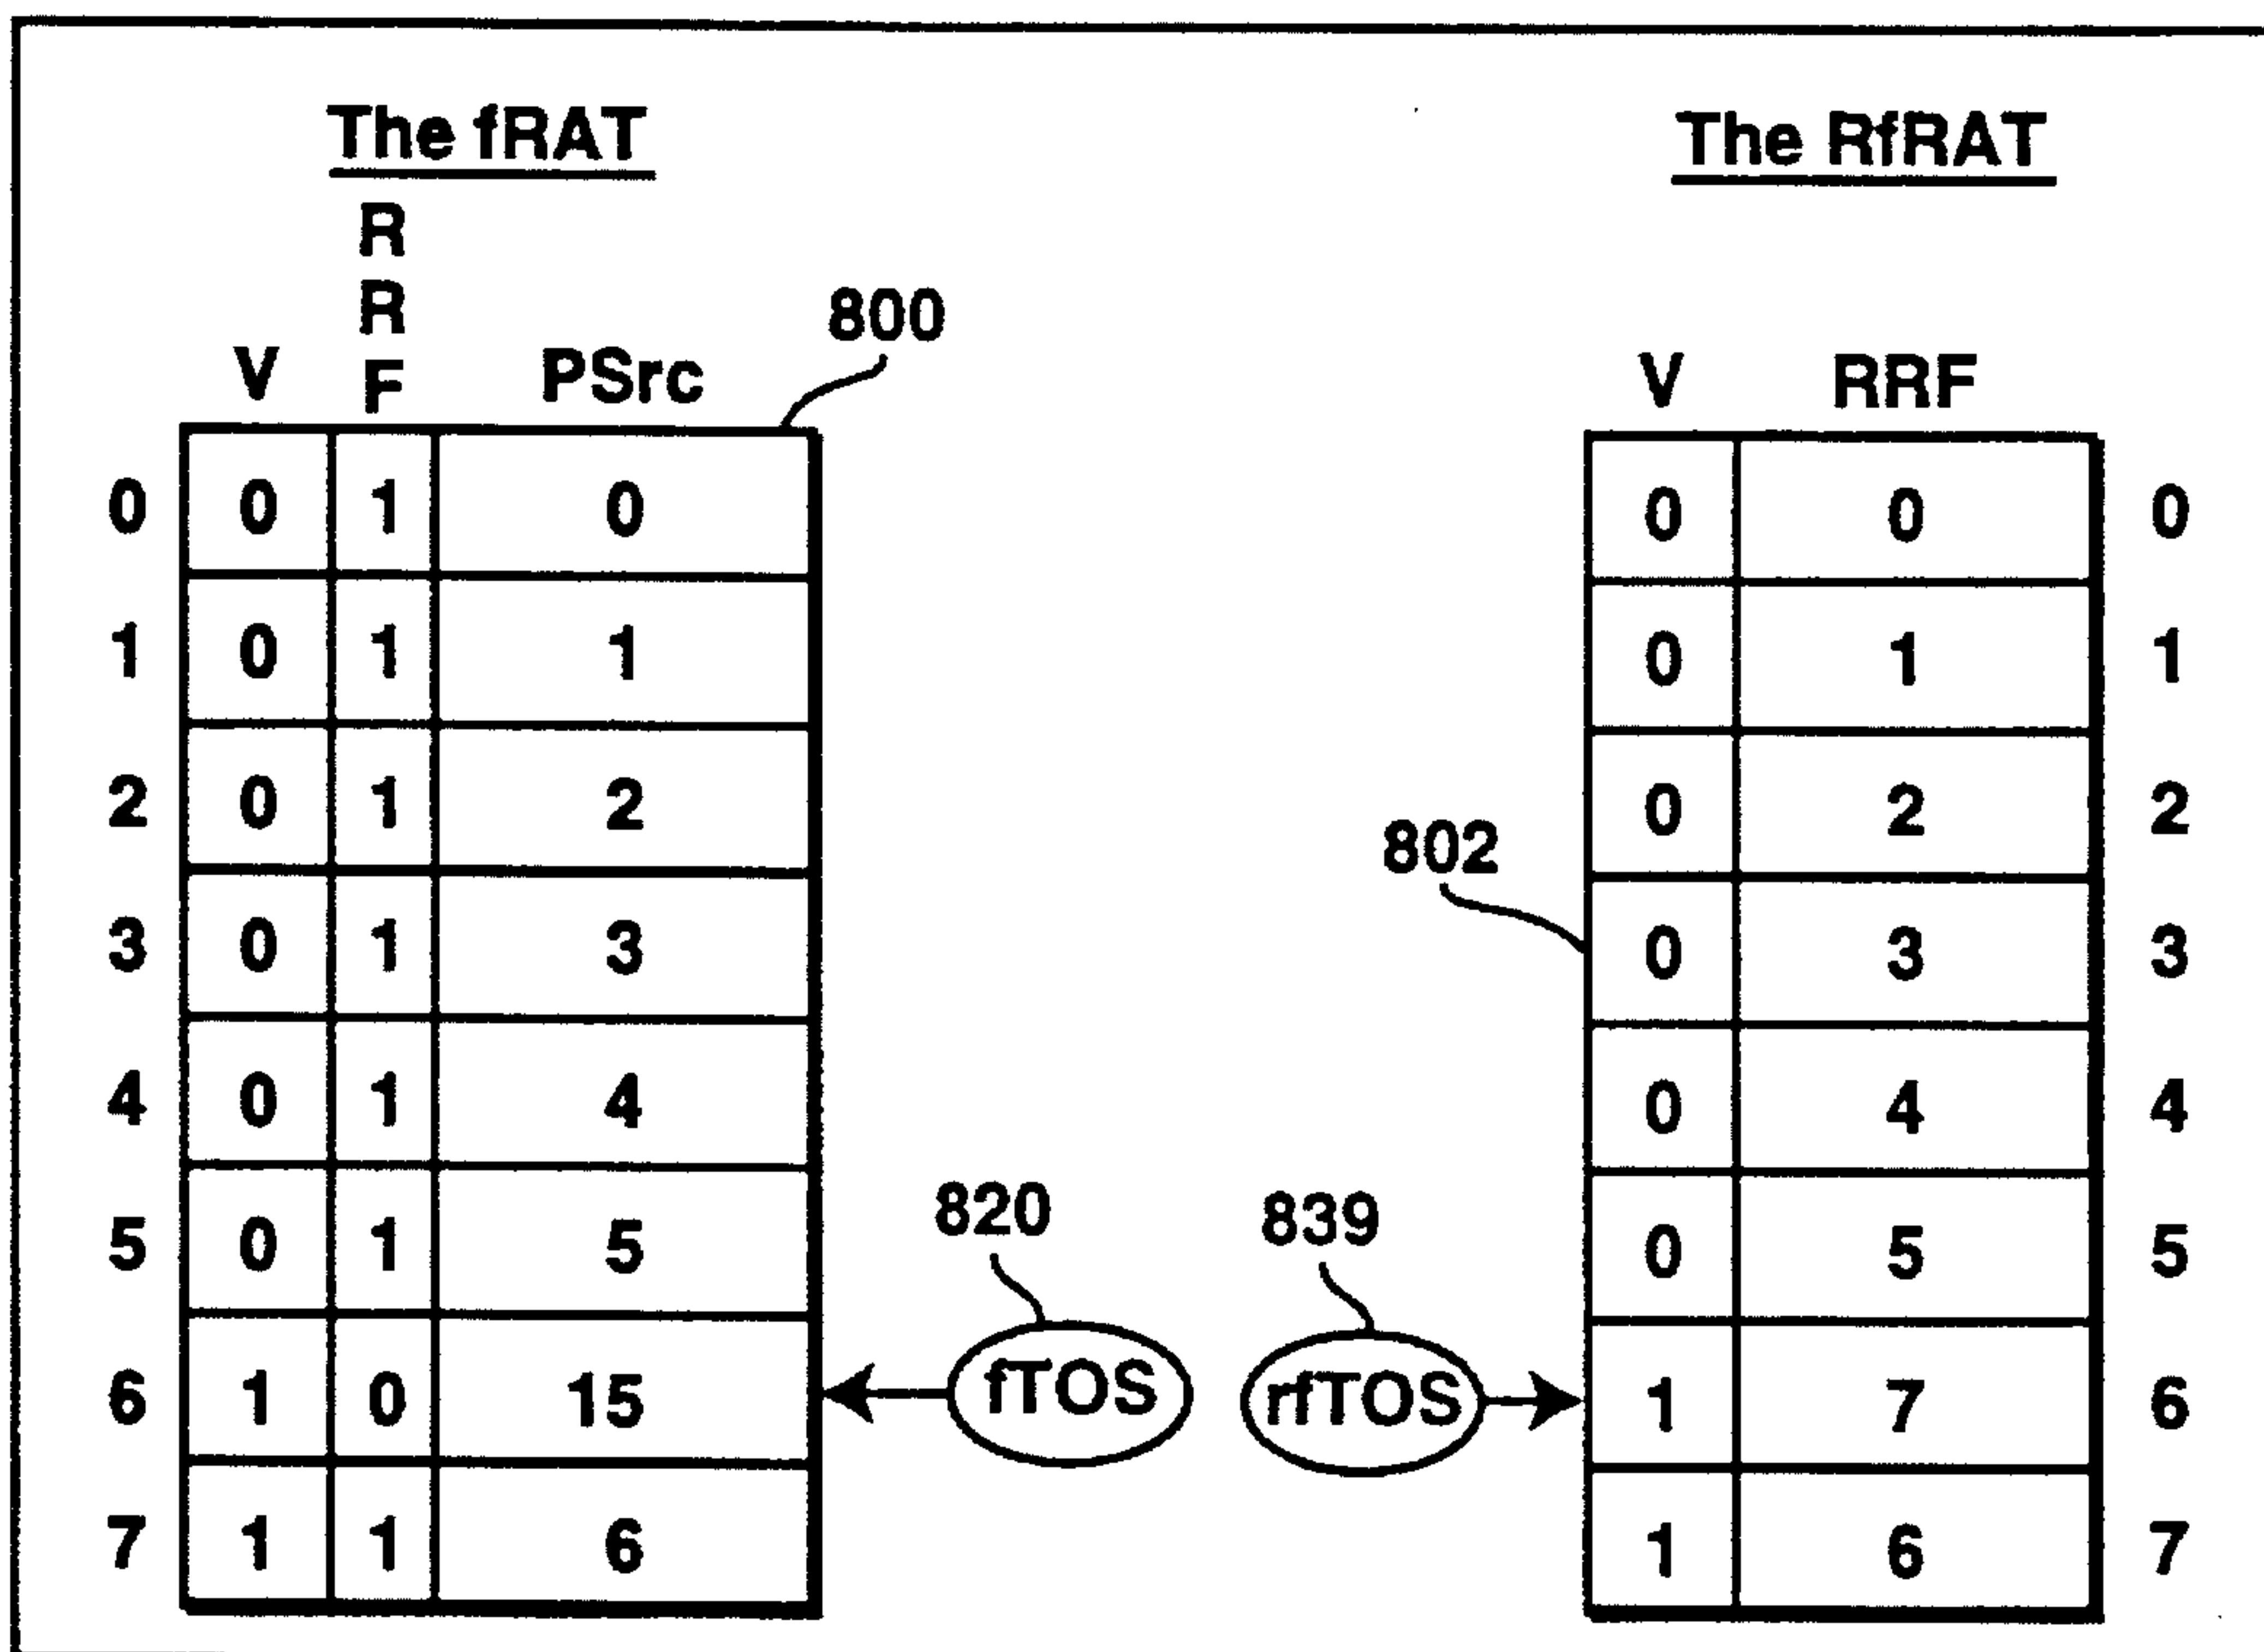 The fRAT The RfRAT
R
R
F
V PSrc 800 V RRF
0 0 1 0 0 0 0
1 0 1 1 0 1 1
2 0 1 2 0 2 2
802
3 0 1 3 0 3 3
4 0 1 4 0 4 4
820 839
5 0 1 5 0 5 5
6 1 0 15 fTOS rfTOS 1 7 6
7 1 1 6 1 6 7